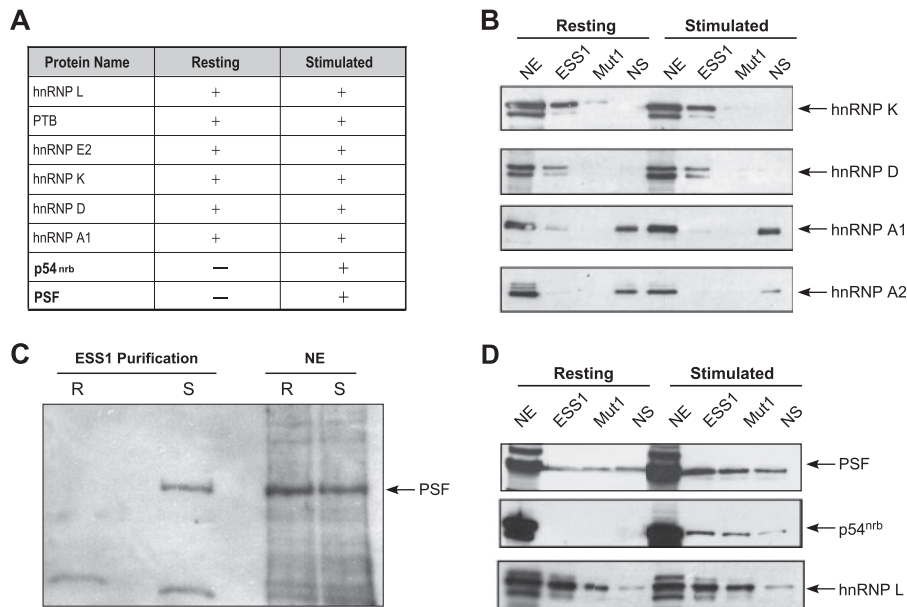 A
Protein Name Resting Stimulated
hnRNP L + +
PTB + +
hnRNP E2 + +
hnRNP K + +
hnRNP D + +
hnRNP A1 + +
p54nrb — +
PSF — +
B
Resting Stimulated
NE ESS1 Mut1 NS NE ESS1 Mut1 NS
hnRNP K
hnRNP D
hnRNP A1
hnRNP A2
C
ESS1 Purification NE
R S R S
PSF
D
Resting Stimulated
NE ESS1 Mut1 NS NE ESS1 Mut1 NS
PSF
p54nrb
hnRNP L